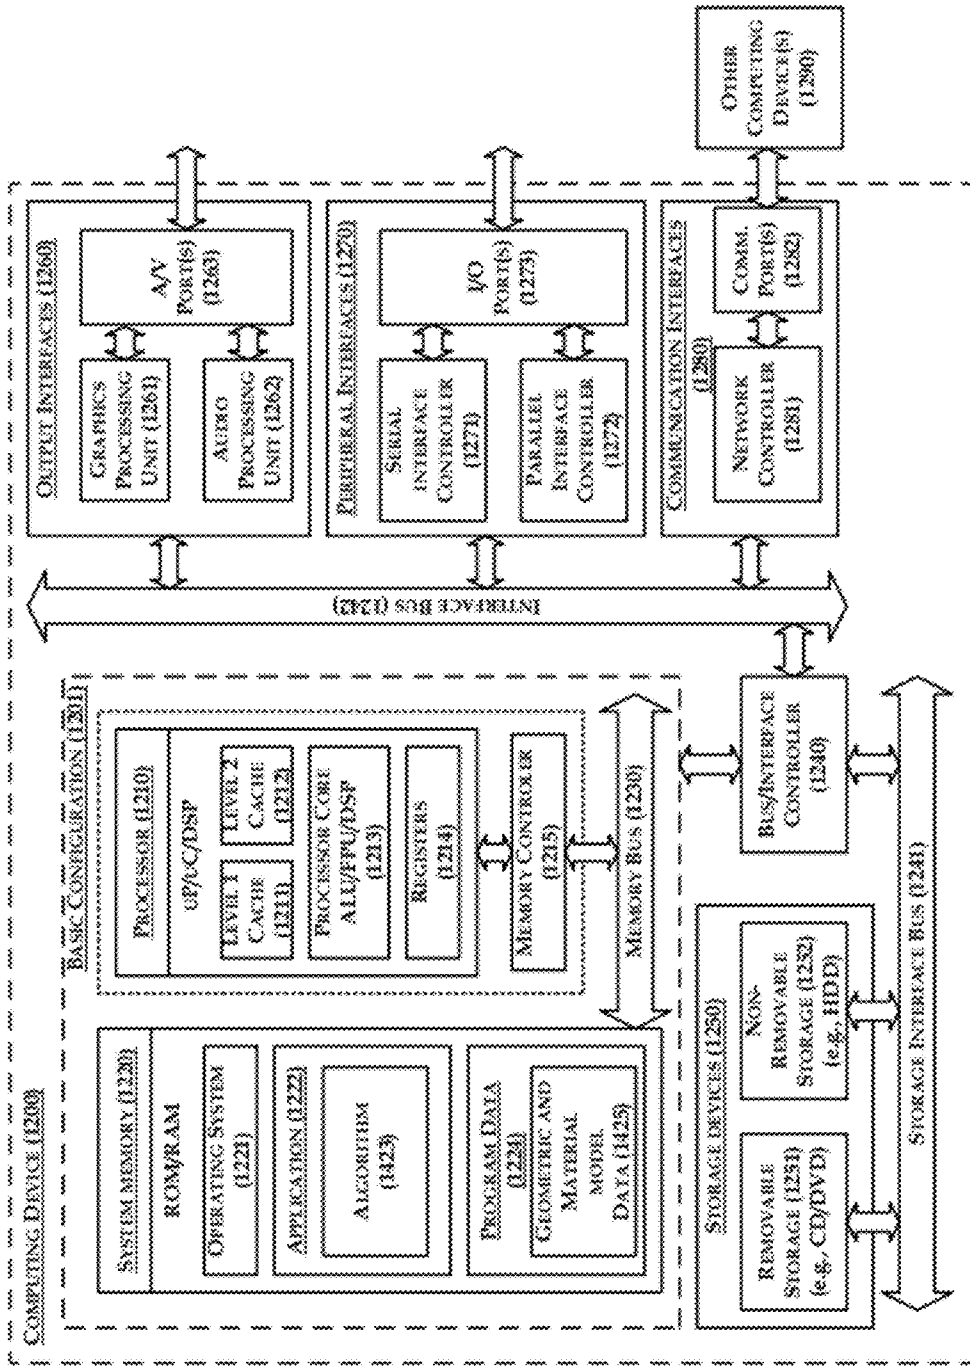 COMPUTING DEVICE (1200)
BASIC CONFIGURATION (1201)
SYSTEM MEMORY (1220)
ROM/RAM
OPERATING SYSTEM
(1221)
APPLICATION (1222)
ALGORITHM
(1423)
PROGRAM DATA
(1224)
GEOMETRIC AND
MATERIAL
MODEL
DATA (1425)
PROCESSOR (1210)
UP/UC/DSP
LEVEL 1
CACHE
(1211)
LEVEL 2
CACHE
(1212)
PROCESSOR CORE
ALU/FPU/DSP
(1213)
REGISTERS
(1214)
MEMORY CONTROLER
(1215)
MEMORY BUS (1230)
STORAGE DEVICES (1250)
REMOVABLE
STORAGE (1251)
(e.g., CD/DVD)
NON-
REMOVABLE
STORAGE (1252)
(e.g., HDD)
BUS/INTERFACE
CONTROLLER
(1240)
STORAGE INTERFACE BUS (1241)
INTERFACE BUS (1242)
OUTPUT INTERFACES (1260)
GRAPHICS
PROCESSING
UNIT (1261)
AUDIO
PROCESSING
UNIT (1262)
A/V
PORT(S)
(1263)
PERIPHERAL INTERFACES (1270)
SERIAL
INTERFACE
CONTROLLER
(1271)
PARALLEL
INTERFACE
CONTROLLER
(1272)
I/O
PORT(S)
(1273)
COMMUNICATION INTERFACES
(1280)
NETWORK
CONTROLLER
(1281)
COMM.
PORT(S)
(1282)
OTHER
COMPUTING
DEVICE(S)
(1290)